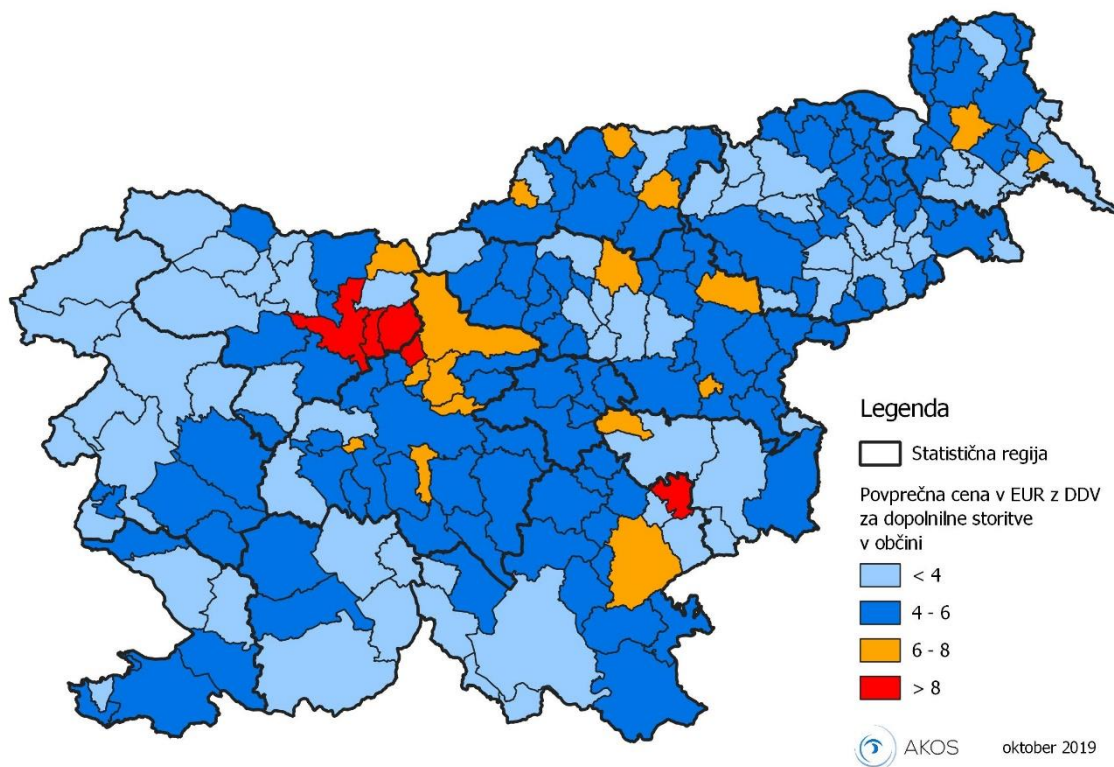 Legenda
Statistična regija
Povprečna cena v EUR z DDV
za dopolnilne storitve
v občini
< 4
4 - 6
6 - 8
> 8
AKOS
oktober 2019